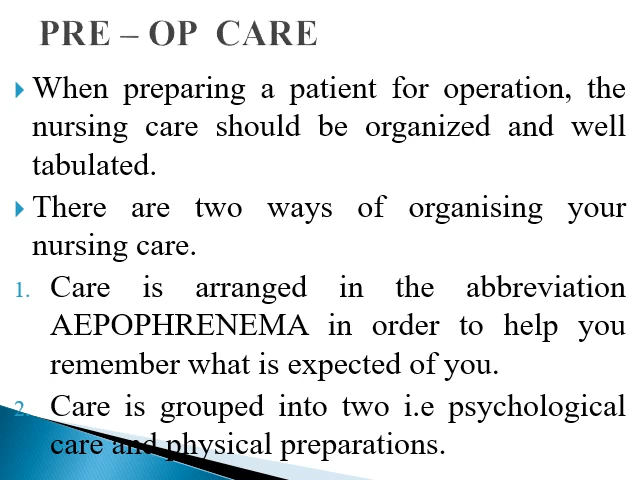 PRE – OP CARE
When preparing a patient for operation, the
nursing care should be organized and well
tabulated.
There are two ways of organising your
nursing care.
1. Care is arranged in the abbreviation
AEPOPHRENEMA in order to help you
remember what is expected of you.
2. Care is grouped into two i.e psychological
care and physical preparations.